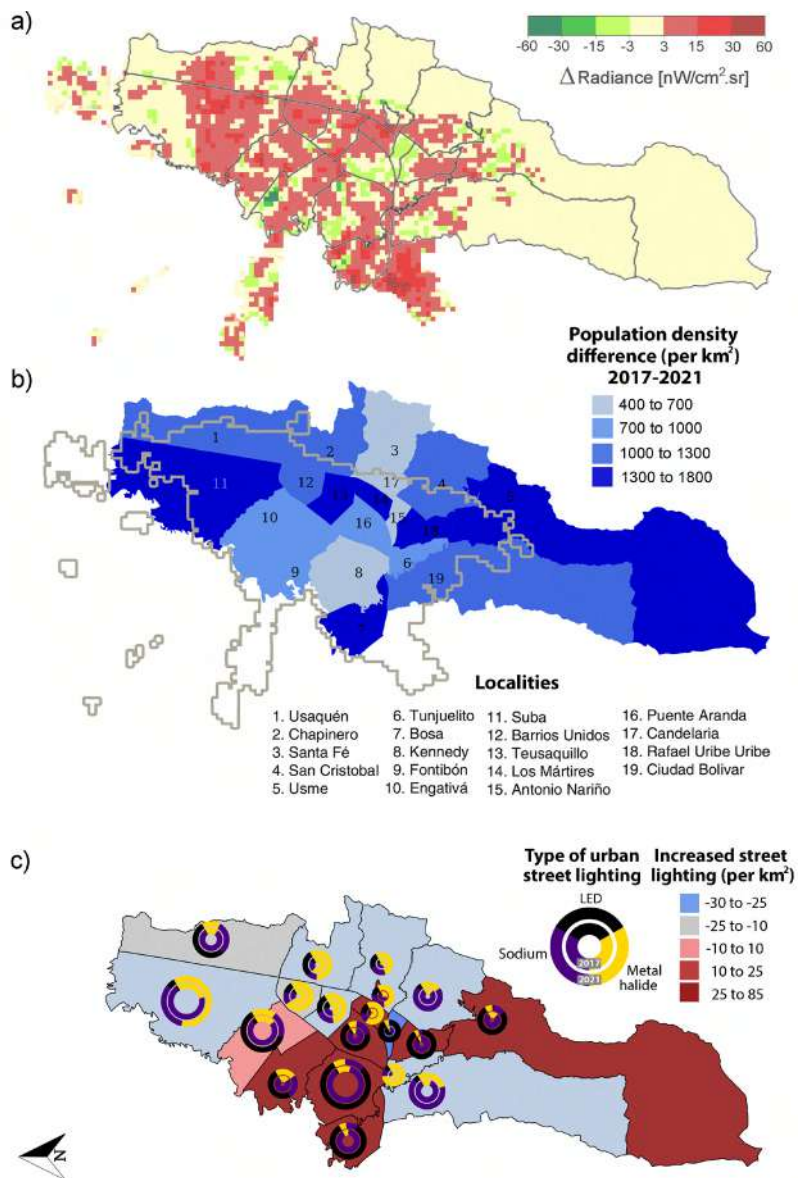 a)
-60 -30 -15 -3 3 15 30 60
Δ Radiance [nW/cm².sr]
Population density
difference (per km²)
2017-2021
400 to 700
700 to 1000
1000 to 1300
1300 to 1800
b)
1
2
3
11
12
17
4
10
16
15
9
8
6
19
Localities
1. Usaquén
2. Chapinero
3. Santa Fé
4. San Cristobal
5. Usme
6. Tunjuelito
7. Bosa
8. Kennedy
9. Fontibón
10. Engativá
11. Suba
12. Barrios Unidos
13. Teusaquillo
14. Los Mártires
15. Antonio Nariño
16. Puente Aranda
17. Candelaria
18. Rafael Uribe Uribe
19. Ciudad Bolivar
c)
Type of urban
street lighting
LED
Sodium
2017
2021
Metal
halide
Increased street
lighting (per km²)
-30 to -25
-25 to -10
-10 to 10
10 to 25
25 to 85
N